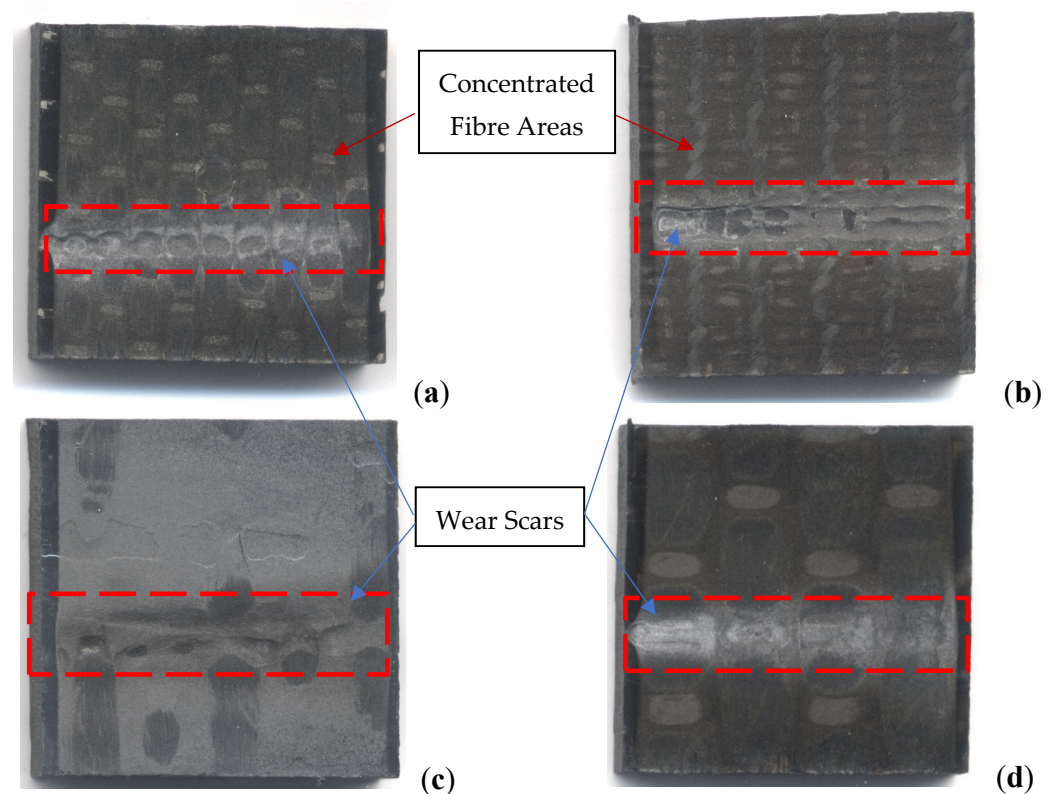 Concentrated
Fibre Areas
(a)
(b)
Wear Scars
(c)
(d)